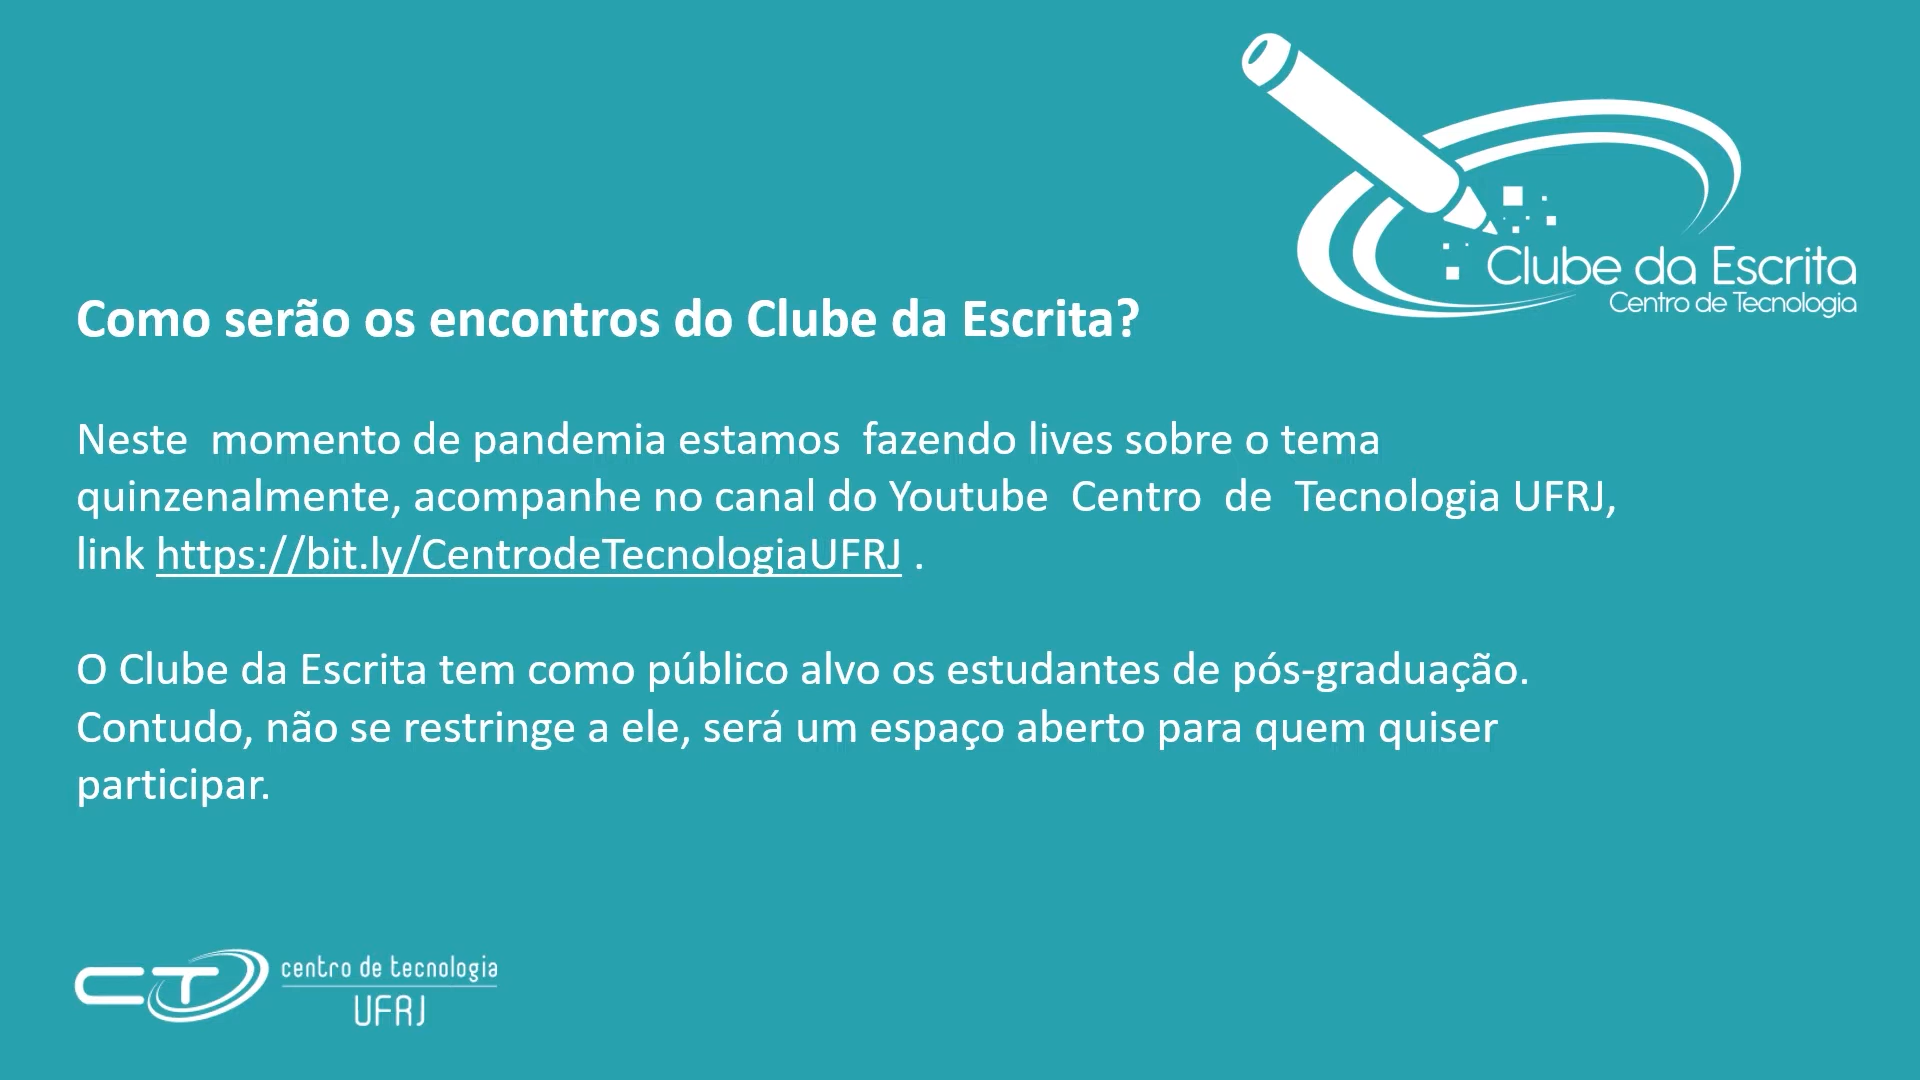 Clube da Escrita
Centro de Tecnologia
Como serão os encontros do Clube da Escrita?
Neste momento de pandemia estamos fazendo lives sobre o tema
quinzenalmente, acompanhe no canal do Youtube Centro de Tecnologia UFRJ,
link https://bit.ly/CentrodeTecnologiaUFRJ .
O Clube da Escrita tem como público alvo os estudantes de pós-graduação.
Contudo, não se restringe a ele, será um espaço aberto para quem quiser
participar.
CT centro de tecnologia
UFRJ